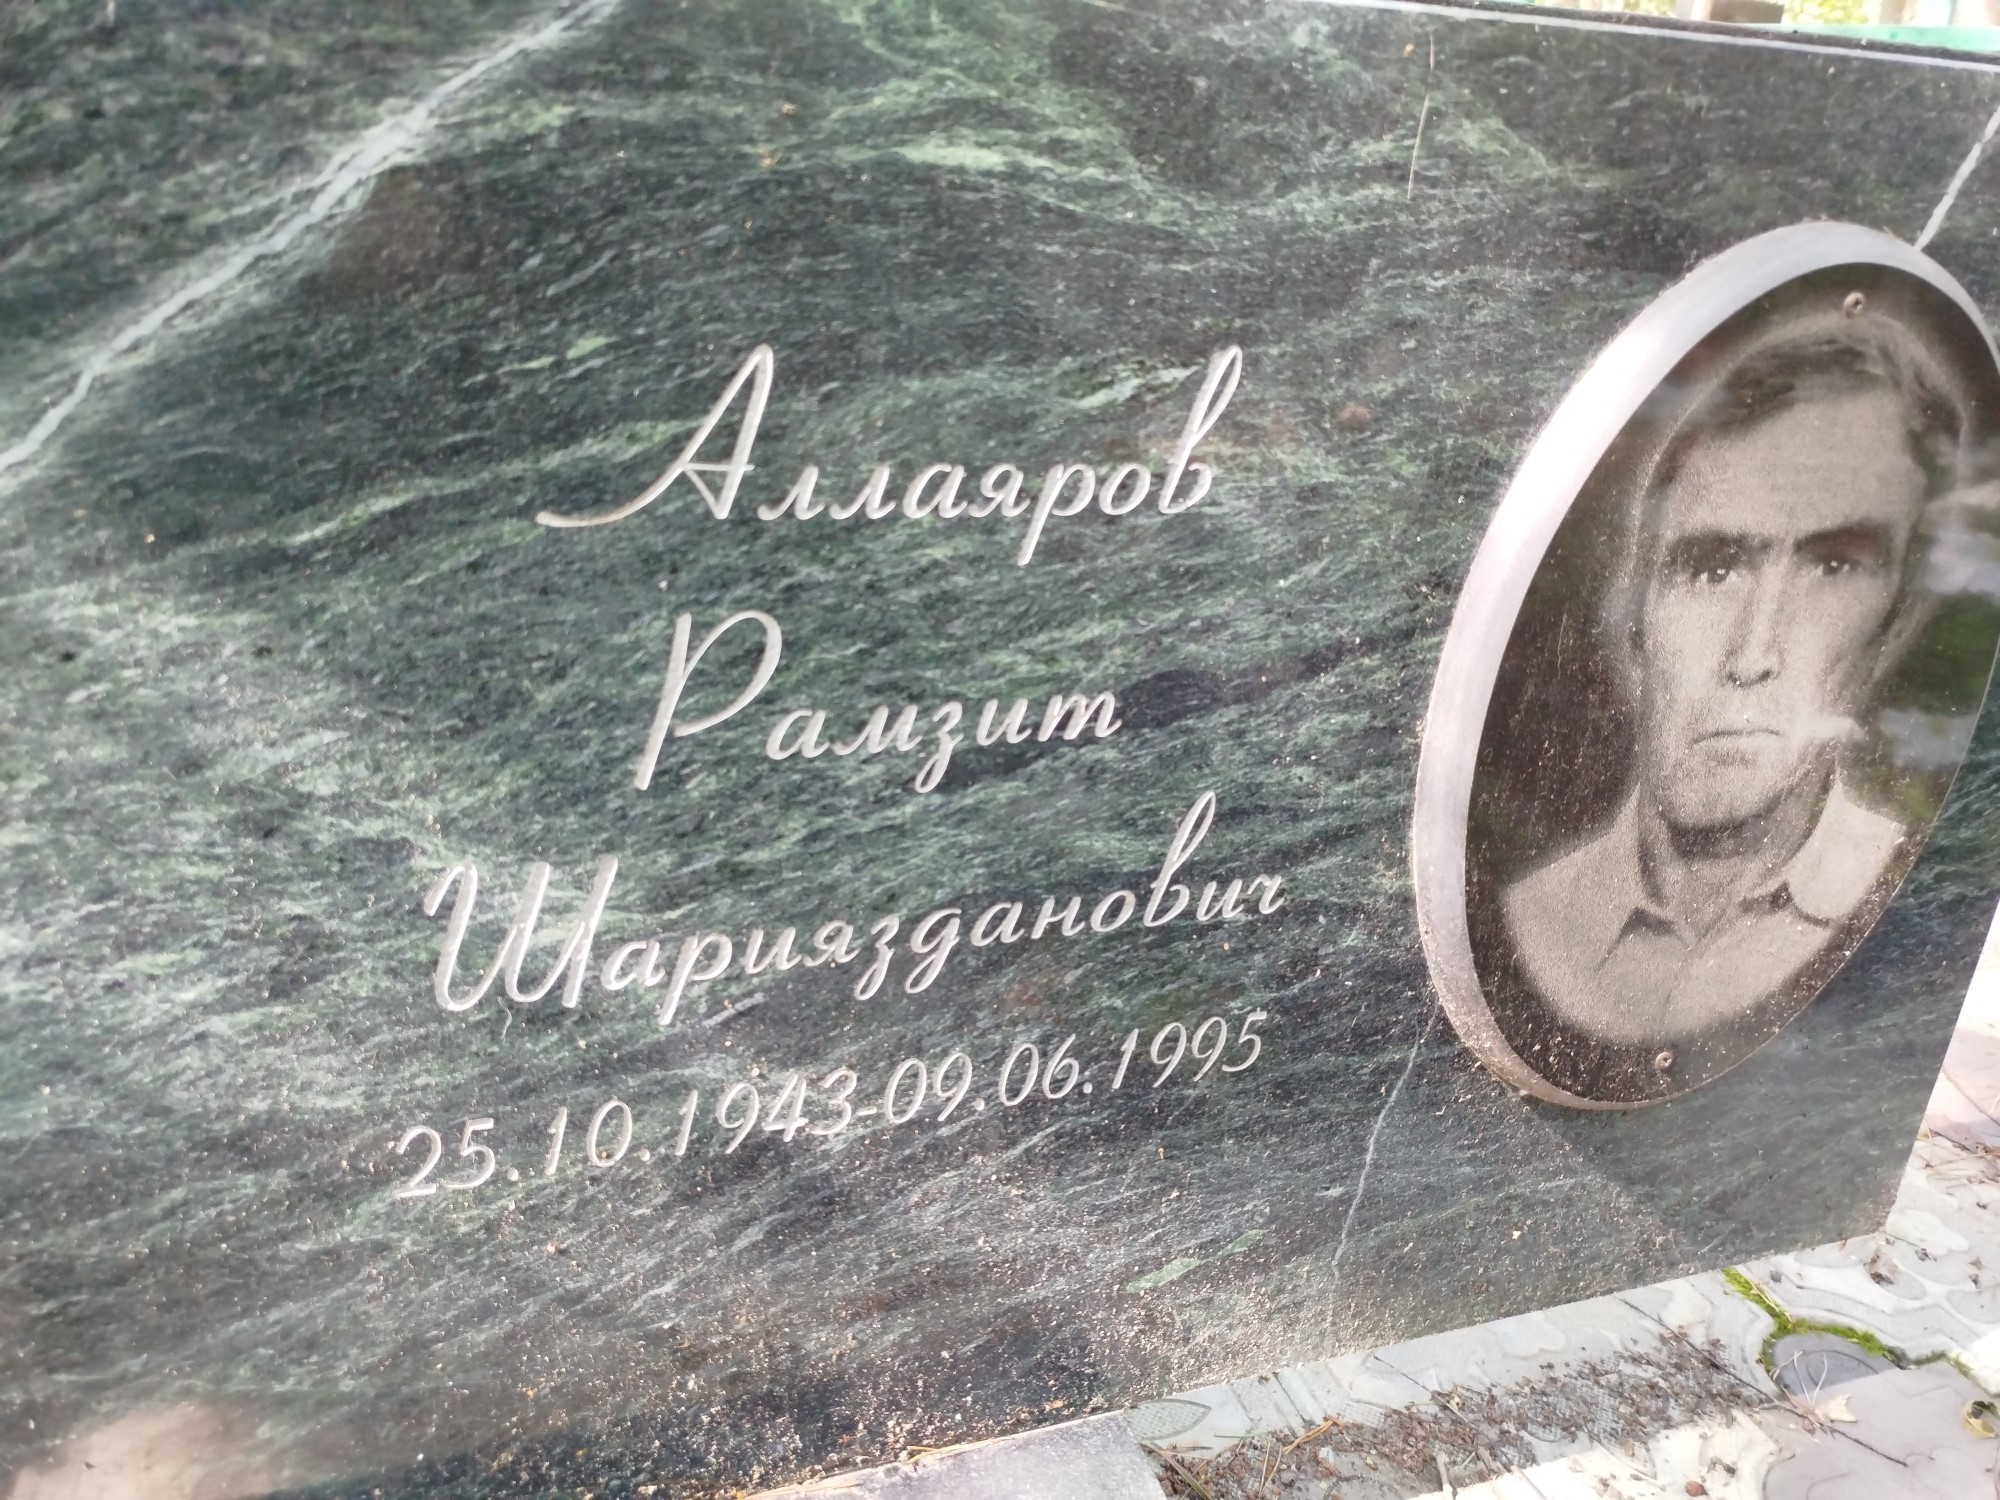 Аллаяров
Рамзит
Шариязданович
25.10.1943-09.06.1995